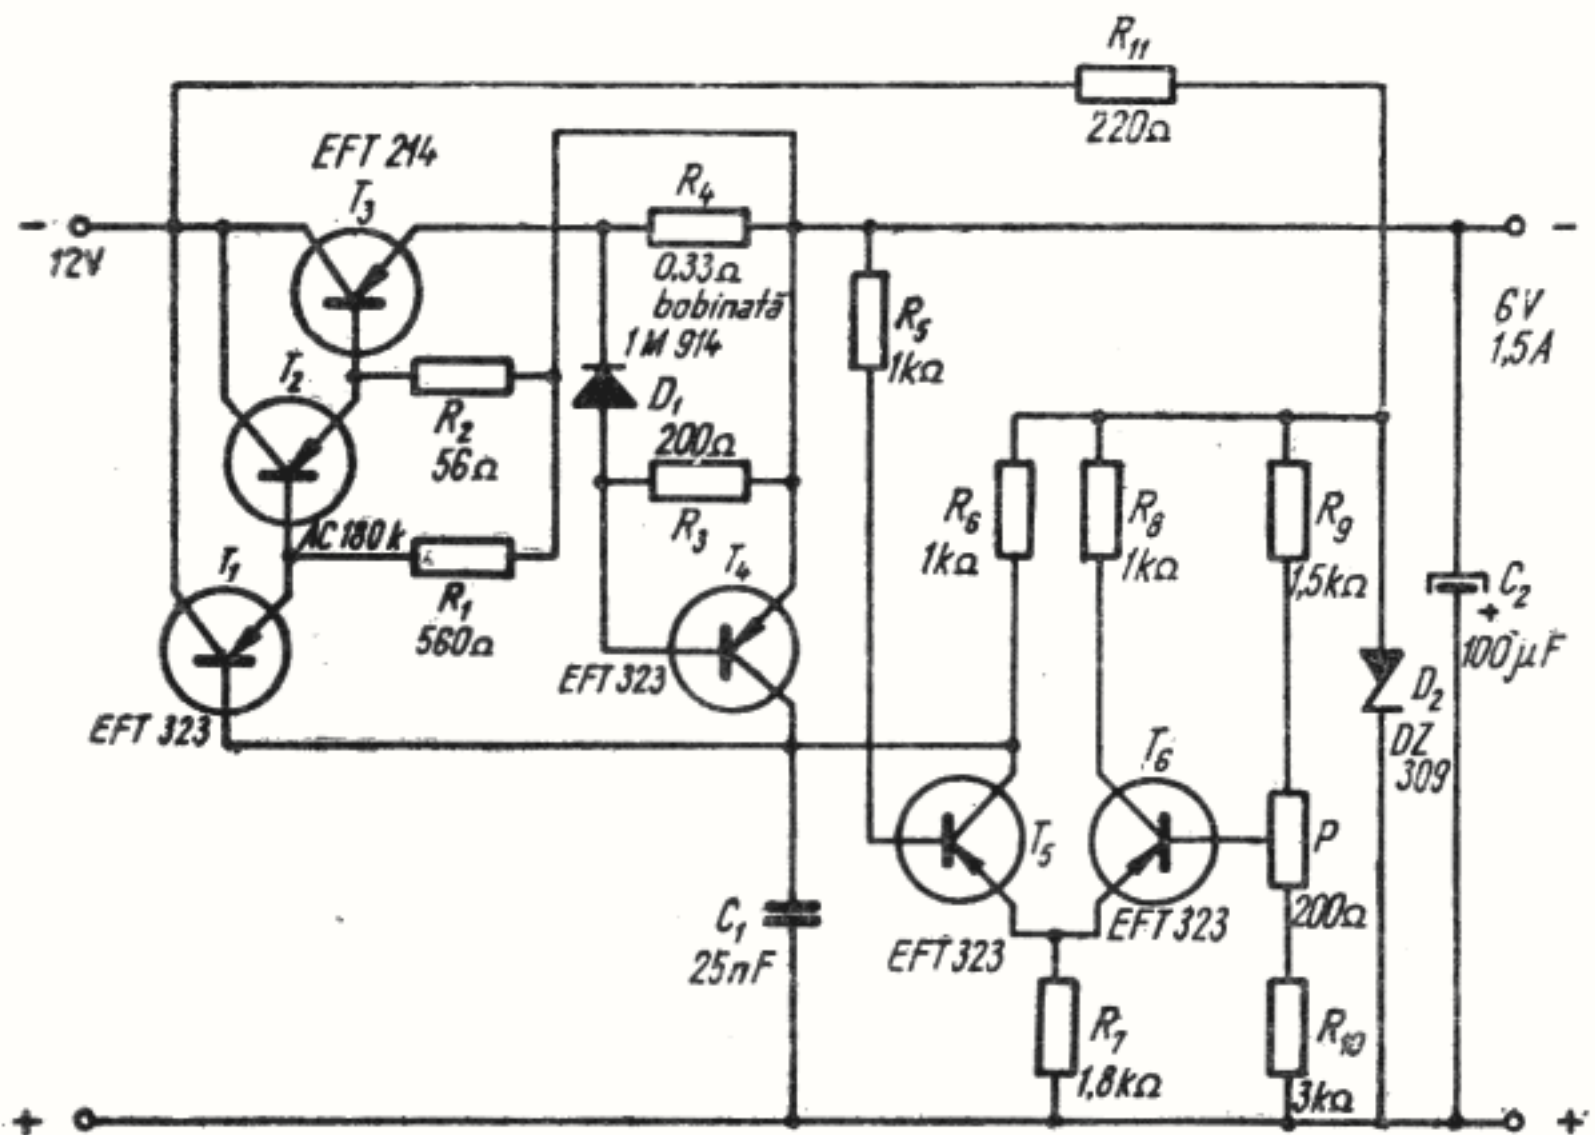 R11
220Ω
EFT 214
T3
R4
0,33Ω
bobinată
1M 914
D1
200Ω
R3
− 12V
−
6V
1,5A
R5
1kΩ
T2
R2
56Ω
AC 180 k
R1
560Ω
T1
EFT 323
T4
EFT 323
R6
1kΩ
R8
1kΩ
R9
1,5kΩ
C2
+
100µF
D2
DZ
309
T5
EFT 323
T6
EFT 323
P
200Ω
C1
25nF
R7
1,8kΩ
R10
3kΩ
+
+